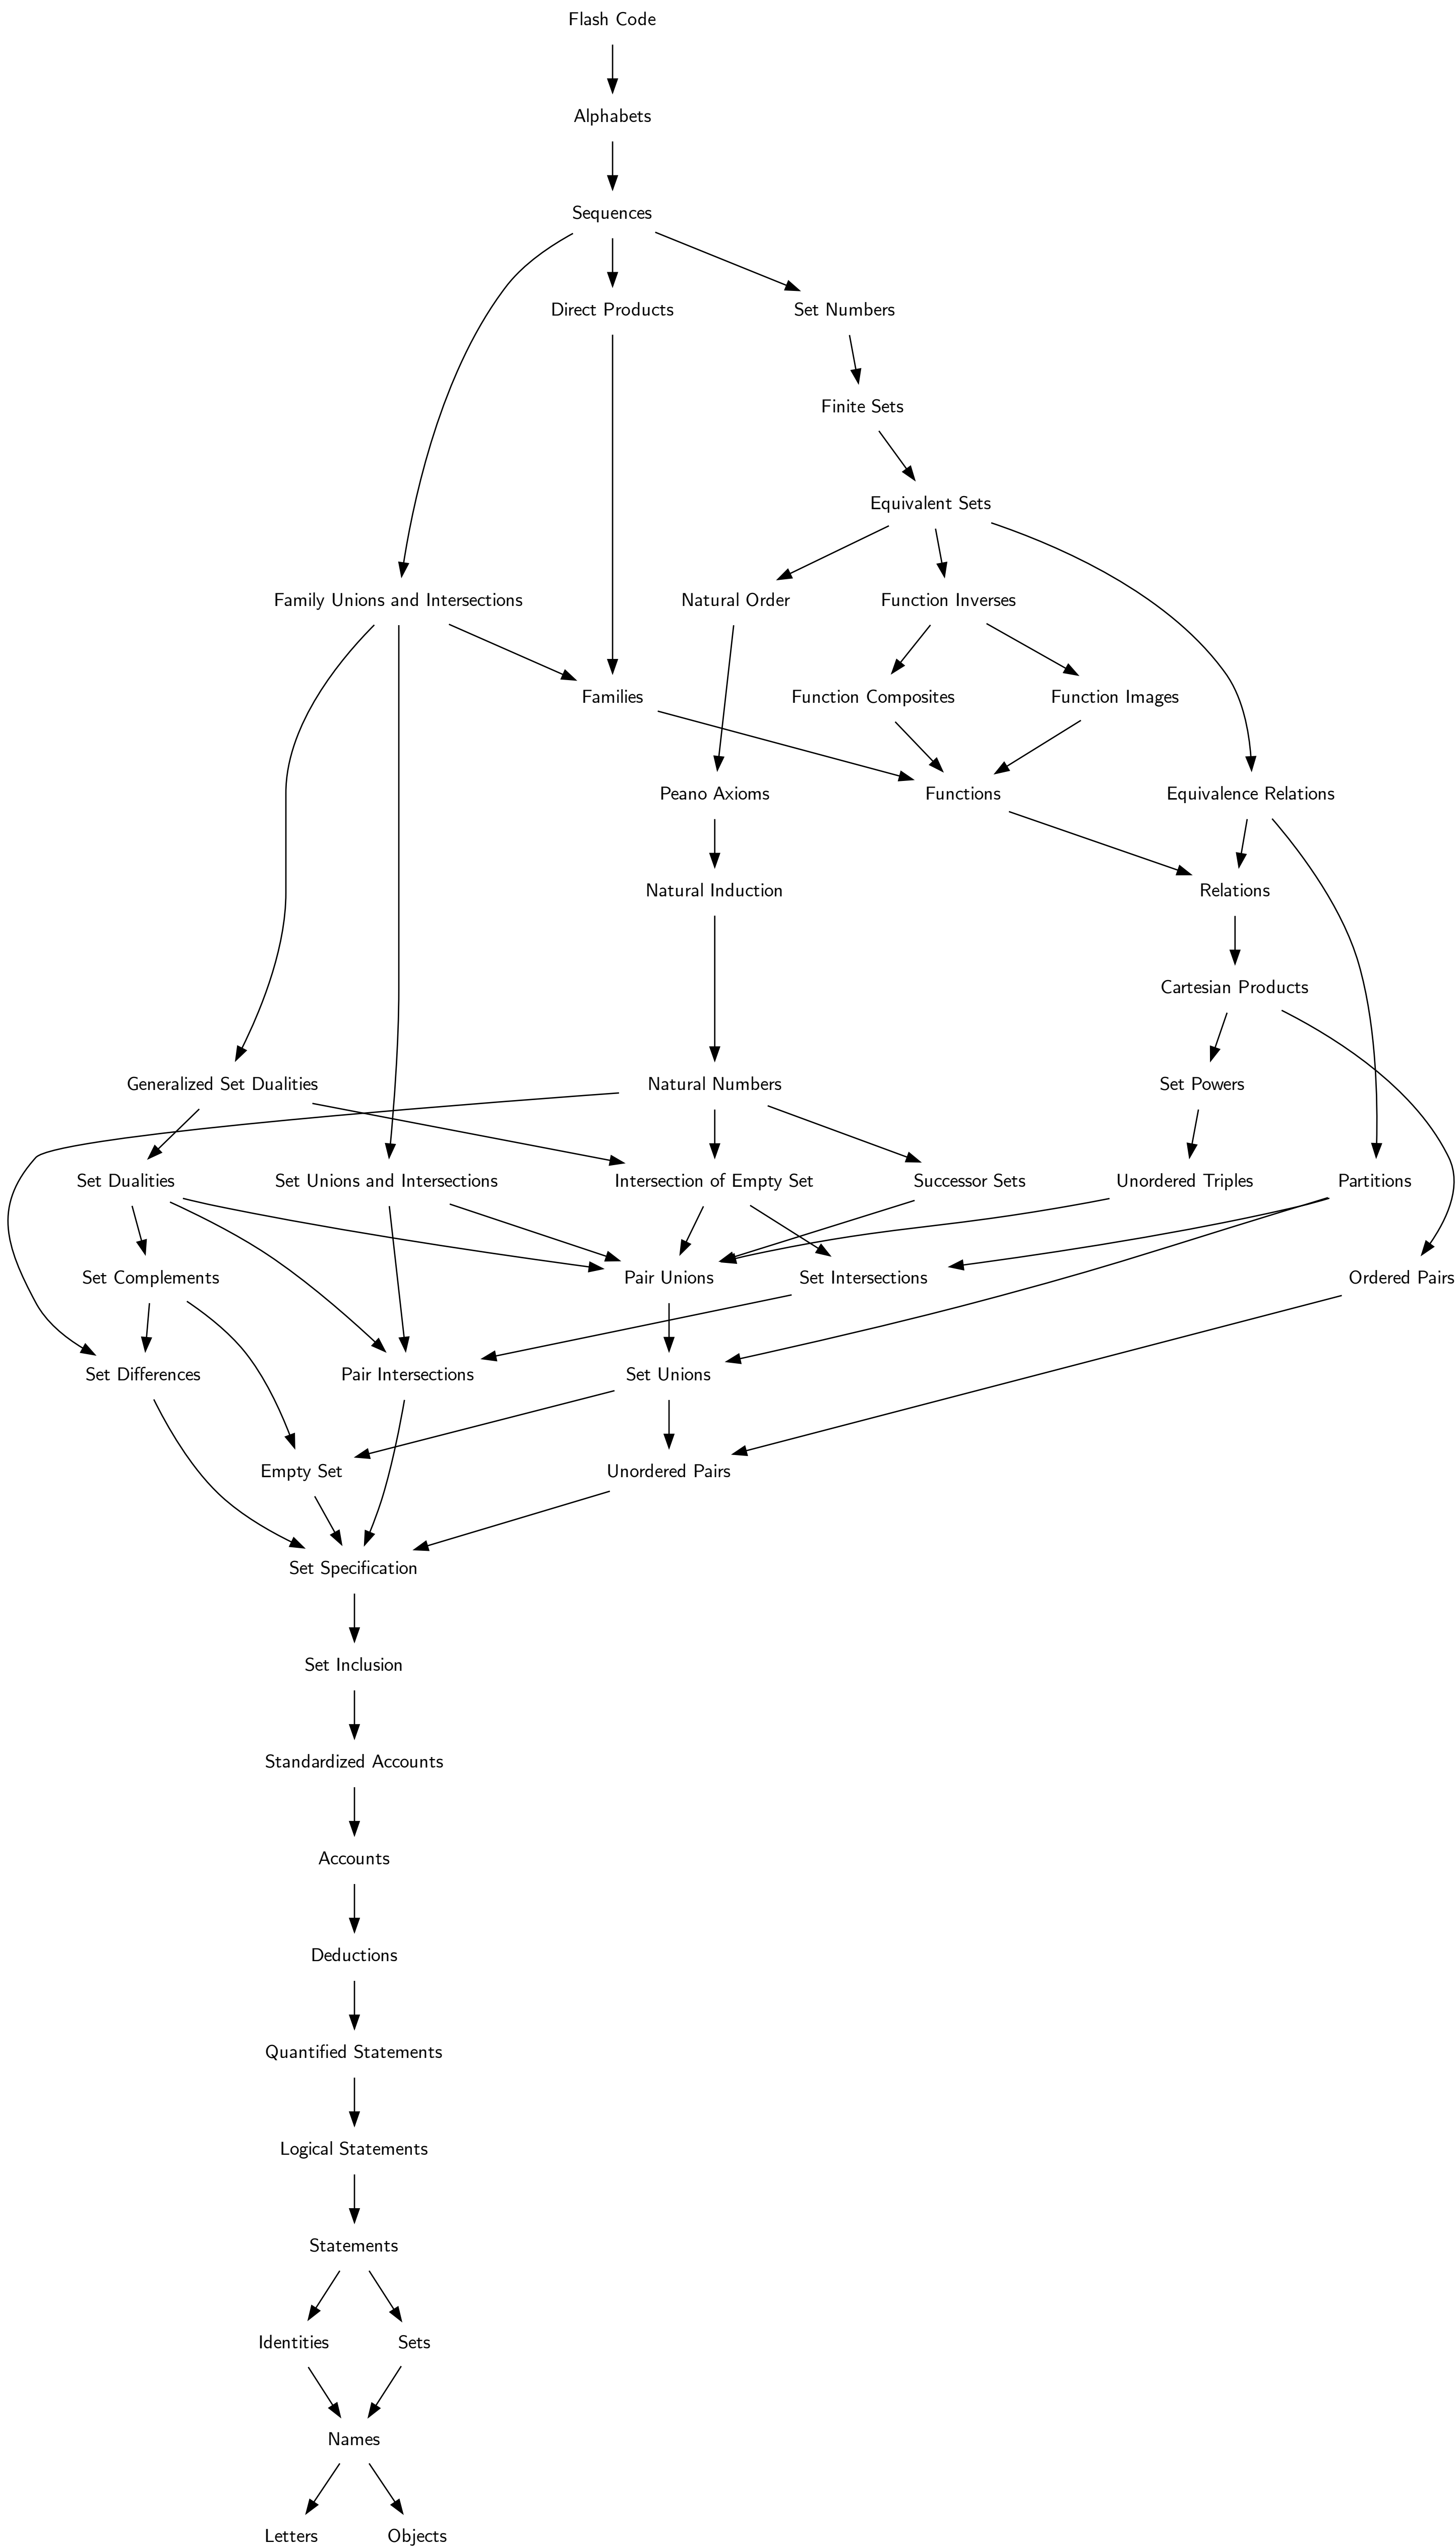 Flash Code
Alphabets
Sequences
Direct Products
Set Numbers
Finite Sets
Equivalent Sets
Family Unions and Intersections
Natural Order
Function Inverses
Families
Function Composites
Function Images
Peano Axioms
Functions
Equivalence Relations
Natural Induction
Relations
Cartesian Products
Generalized Set Dualities
Natural Numbers
Set Powers
Set Dualities
Set Unions and Intersections
Intersection of Empty Set
Successor Sets
Unordered Triples
Partitions
Set Complements
Pair Unions
Set Intersections
Ordered Pairs
Set Differences
Pair Intersections
Set Unions
Empty Set
Unordered Pairs
Set Specification
Set Inclusion
Standardized Accounts
Accounts
Deductions
Quantified Statements
Logical Statements
Statements
Identities
Sets
Names
Letters
Objects